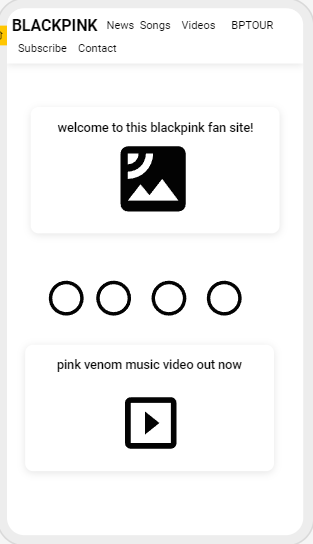 BLACKPINK News Songs Videos BPTOUR
Subscribe Contact
welcome to this blackpink fan site!
pink venom music video out now